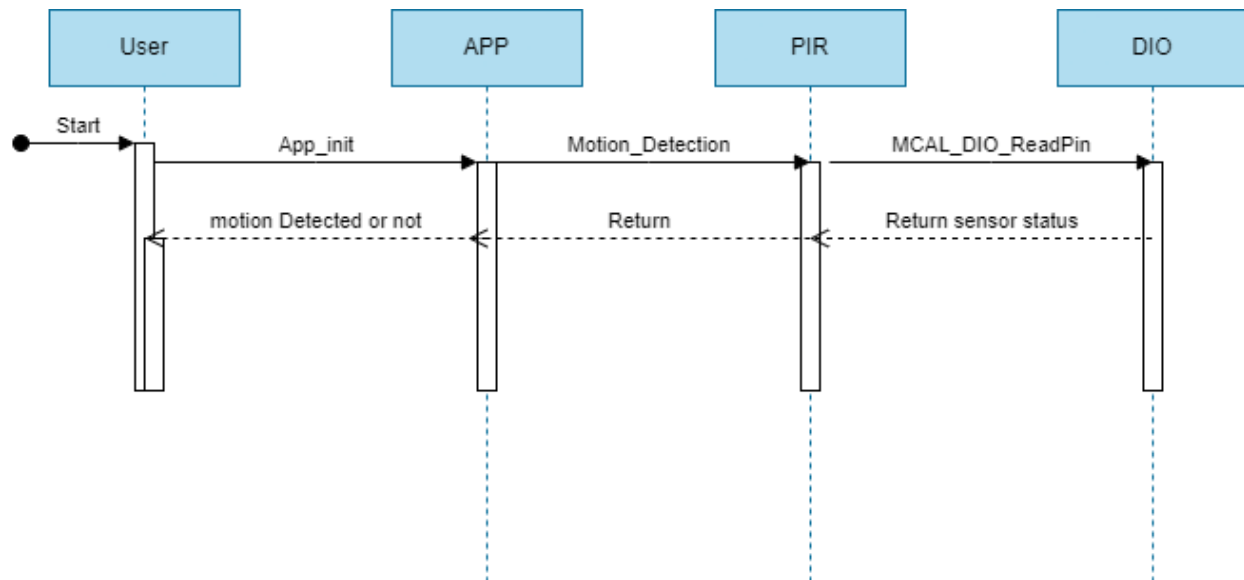 User
APP
PIR
DIO
Start
App_init
Motion_Detection
MCAL_DIO_ReadPin
motion Detected or not
Return
Return sensor status